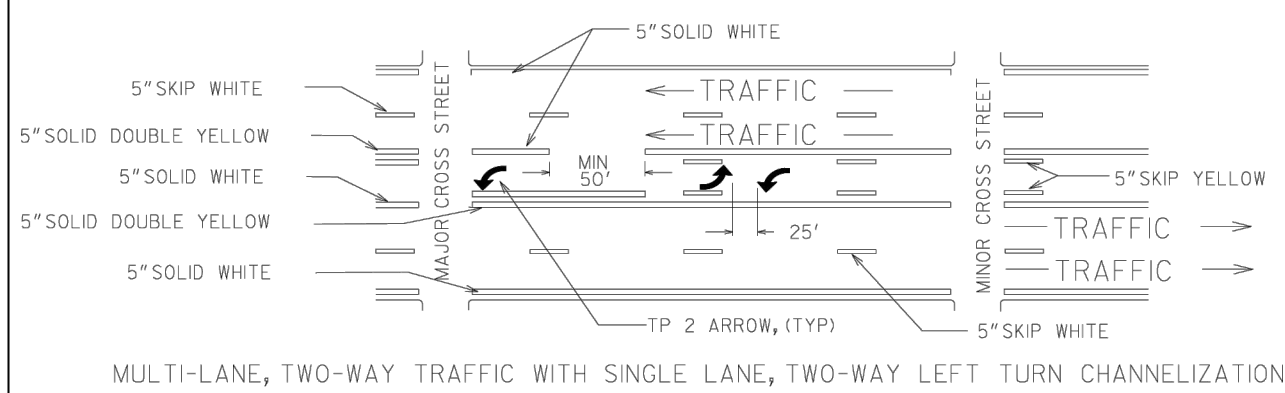 5"SOLID WHITE
5"SKIP WHITE
TRAFFIC
TRAFFIC
5"SOLID DOUBLE YELLOW
MIN
50'
5"SOLID WHITE
5"SKIP YELLOW
5"SOLID DOUBLE YELLOW
25'
TRAFFIC
TRAFFIC
5"SOLID WHITE
MAJOR CROSS STREET
MINOR CROSS STREET
TP 2 ARROW, (TYP)
5"SKIP WHITE
MULTI-LANE, TWO-WAY TRAFFIC WITH SINGLE LANE, TWO-WAY LEFT TURN CHANNELIZATION